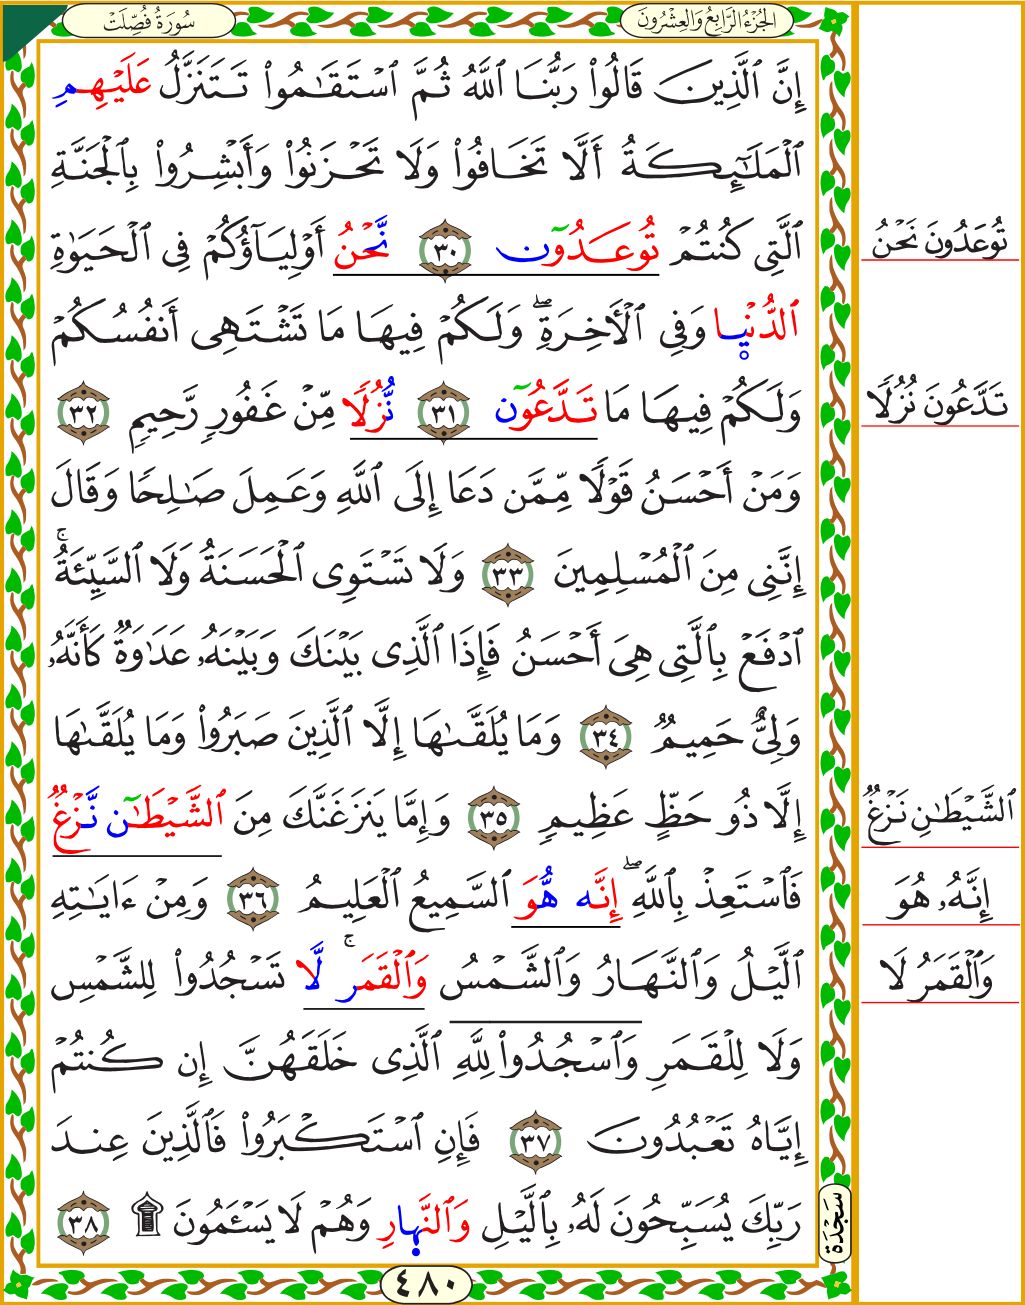 الجُزْءُ الرَّابِعُ وَالعِشْرُونَ
سُورَةُ فُصِّلَتْ
إِنَّ ٱلَّذِينَ قَالُوا۟ رَبُّنَا ٱللَّهُ ثُمَّ ٱسْتَقَـٰمُوا۟ تَتَنَزَّلُ عَلَيْهِمِ
ٱلْمَلَـٰٓئِكَةُ أَلَّا تَخَافُوا۟ وَلَا تَحْزَنُوا۟ وَأَبْشِرُوا۟ بِٱلْجَنَّةِ
ٱلَّتِى كُنتُمْ تُوعَدُوٓن ٣٠ نَّحْنُ أَوْلِيَآؤُكُمْ فِى ٱلْحَيَوٰةِ
ٱلدُّنْيا وَفِى ٱلْأَخِرَةِ ۖ وَلَكُمْ فِيهَا مَا تَشْتَهِى أَنفُسُكُمْ
وَلَكُمْ فِيهَا مَا تَدَّعُوٓن ٣١ نُّزُلًا مِّنْ غَفُورٍ رَّحِيمٍ ٣٢
وَمَنْ أَحْسَنُ قَوْلًا مِّمَّن دَعَا إِلَى ٱللَّهِ وَعَمِلَ صَـٰلِحًا وَقَالَ
إِنَّنِى مِنَ ٱلْمُسْلِمِينَ ٣٣ وَلَا تَسْتَوِى ٱلْحَسَنَةُ وَلَا ٱلسَّيِّئَةُ ۚ
ٱدْفَعْ بِٱلَّتِى هِىَ أَحْسَنُ فَإِذَا ٱلَّذِى بَيْنَكَ وَبَيْنَهُۥ عَدَٰوَةٌ كَأَنَّهُۥ
وَلِىٌّ حَمِيمٌ ٣٤ وَمَا يُلَقَّىٰهَا إِلَّا ٱلَّذِينَ صَبَرُوا۟ وَمَا يُلَقَّىٰهَا
إِلَّا ذُو حَظٍّ عَظِيمٍ ٣٥ وَإِمَّا يَنزَغَنَّكَ مِنَ ٱلشَّيْطَـٰٓن نَّزْغٌ
فَٱسْتَعِذْ بِٱللَّهِ ۖ إِنَّه هُّوَ ٱلسَّمِيعُ ٱلْعَلِيمُ ٣٦ وَمِنْ ءَايَـٰتِهِ
ٱلَّيْلُ وَٱلنَّهَارُ وَٱلشَّمْسُ وَٱلْقَمَر ۚ لَّا تَسْجُدُوا۟ لِلشَّمْسِ
وَلَا لِلْقَمَرِ وَٱسْجُدُوا۟ لِلَّهِ ٱلَّذِى خَلَقَهُنَّ إِن كُنتُمْ
إِيَّاهُ تَعْبُدُونَ ٣٧ فَإِنِ ٱسْتَكْبَرُوا۟ فَٱلَّذِينَ عِندَ
رَبِّكَ يُسَبِّحُونَ لَهُۥ بِٱلَّيْلِ وَٱلنَّهارِ وَهُمْ لَا يَسْـَٔمُونَ ۩ ٣٨
سَجْدَة
٤٨٠
تُوعَدُونَ نَحْنُ
تَدَّعُونَ نُزُلًا
ٱلشَّيْطَـٰنِ نَزْغٌ
إِنَّهُۥ هُوَ
وَٱلْقَمَرُ لَا